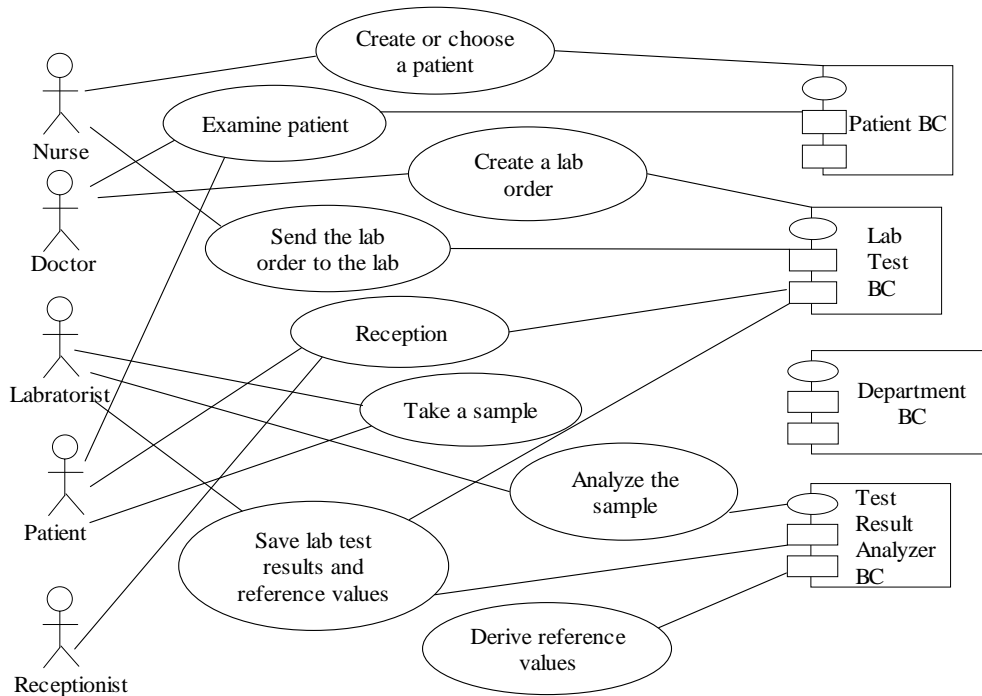 Create or choose
a patient
Nurse
Examine patient
Patient BC
Create a lab
order
Doctor
Send the lab
order to the lab
Lab
Test
BC
Reception
Labratorist
Take a sample
Department
BC
Analyze the
sample
Patient
Save lab test
results and
reference values
Test
Result
Analyzer
BC
Derive reference
values
Receptionist